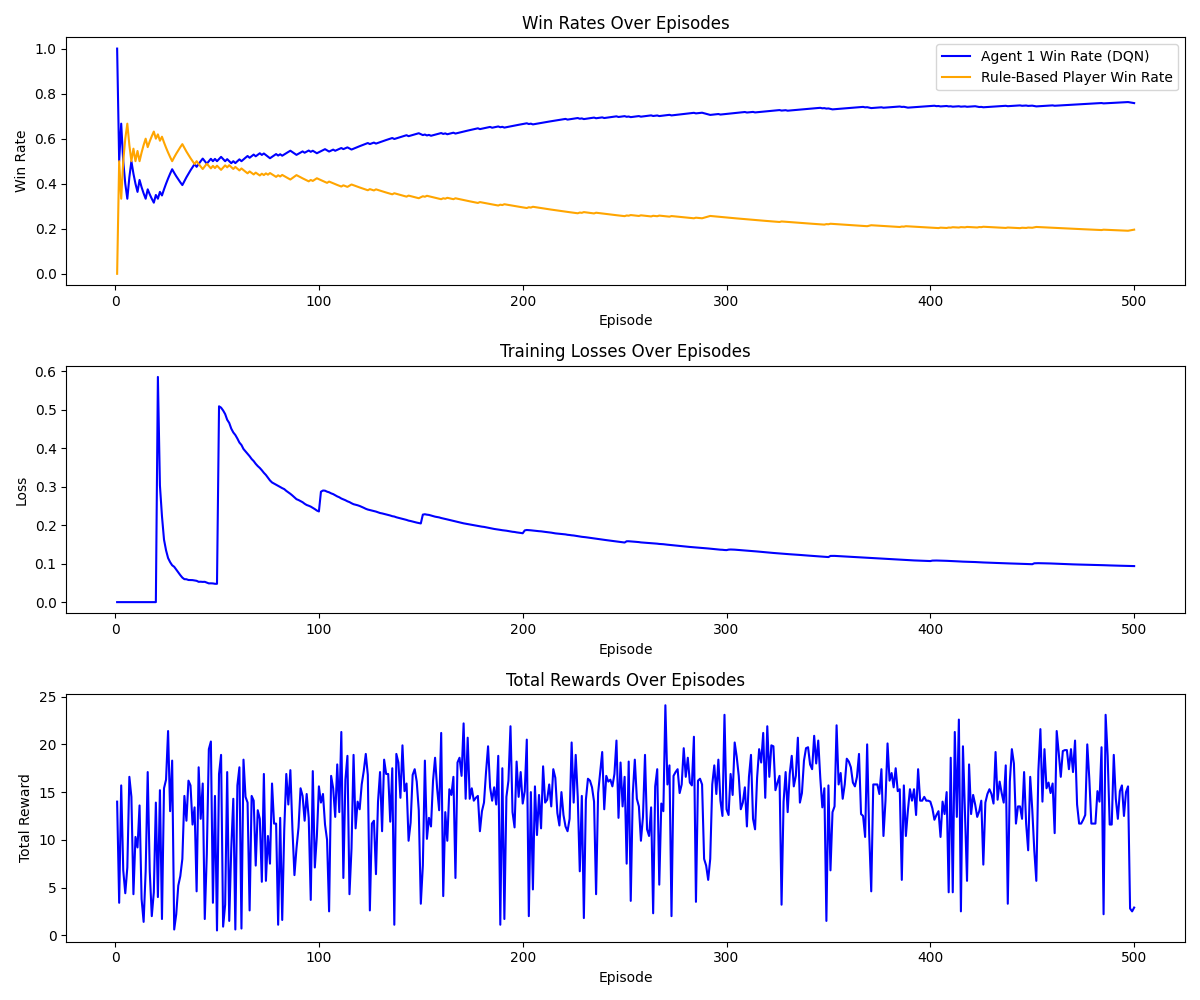 Win Rates Over Episodes
Win Rate
1.0
0.8
0.6
0.4
0.2
0.0
Agent 1 Win Rate (DQN)
Rule-Based Player Win Rate
0 100 200 300 400 500
Episode
Training Losses Over Episodes
Loss
0.6
0.5
0.4
0.3
0.2
0.1
0.0
0 100 200 300 400 500
Episode
Total Rewards Over Episodes
Total Reward
25
20
15
10
5
0
0 100 200 300 400 500
Episode